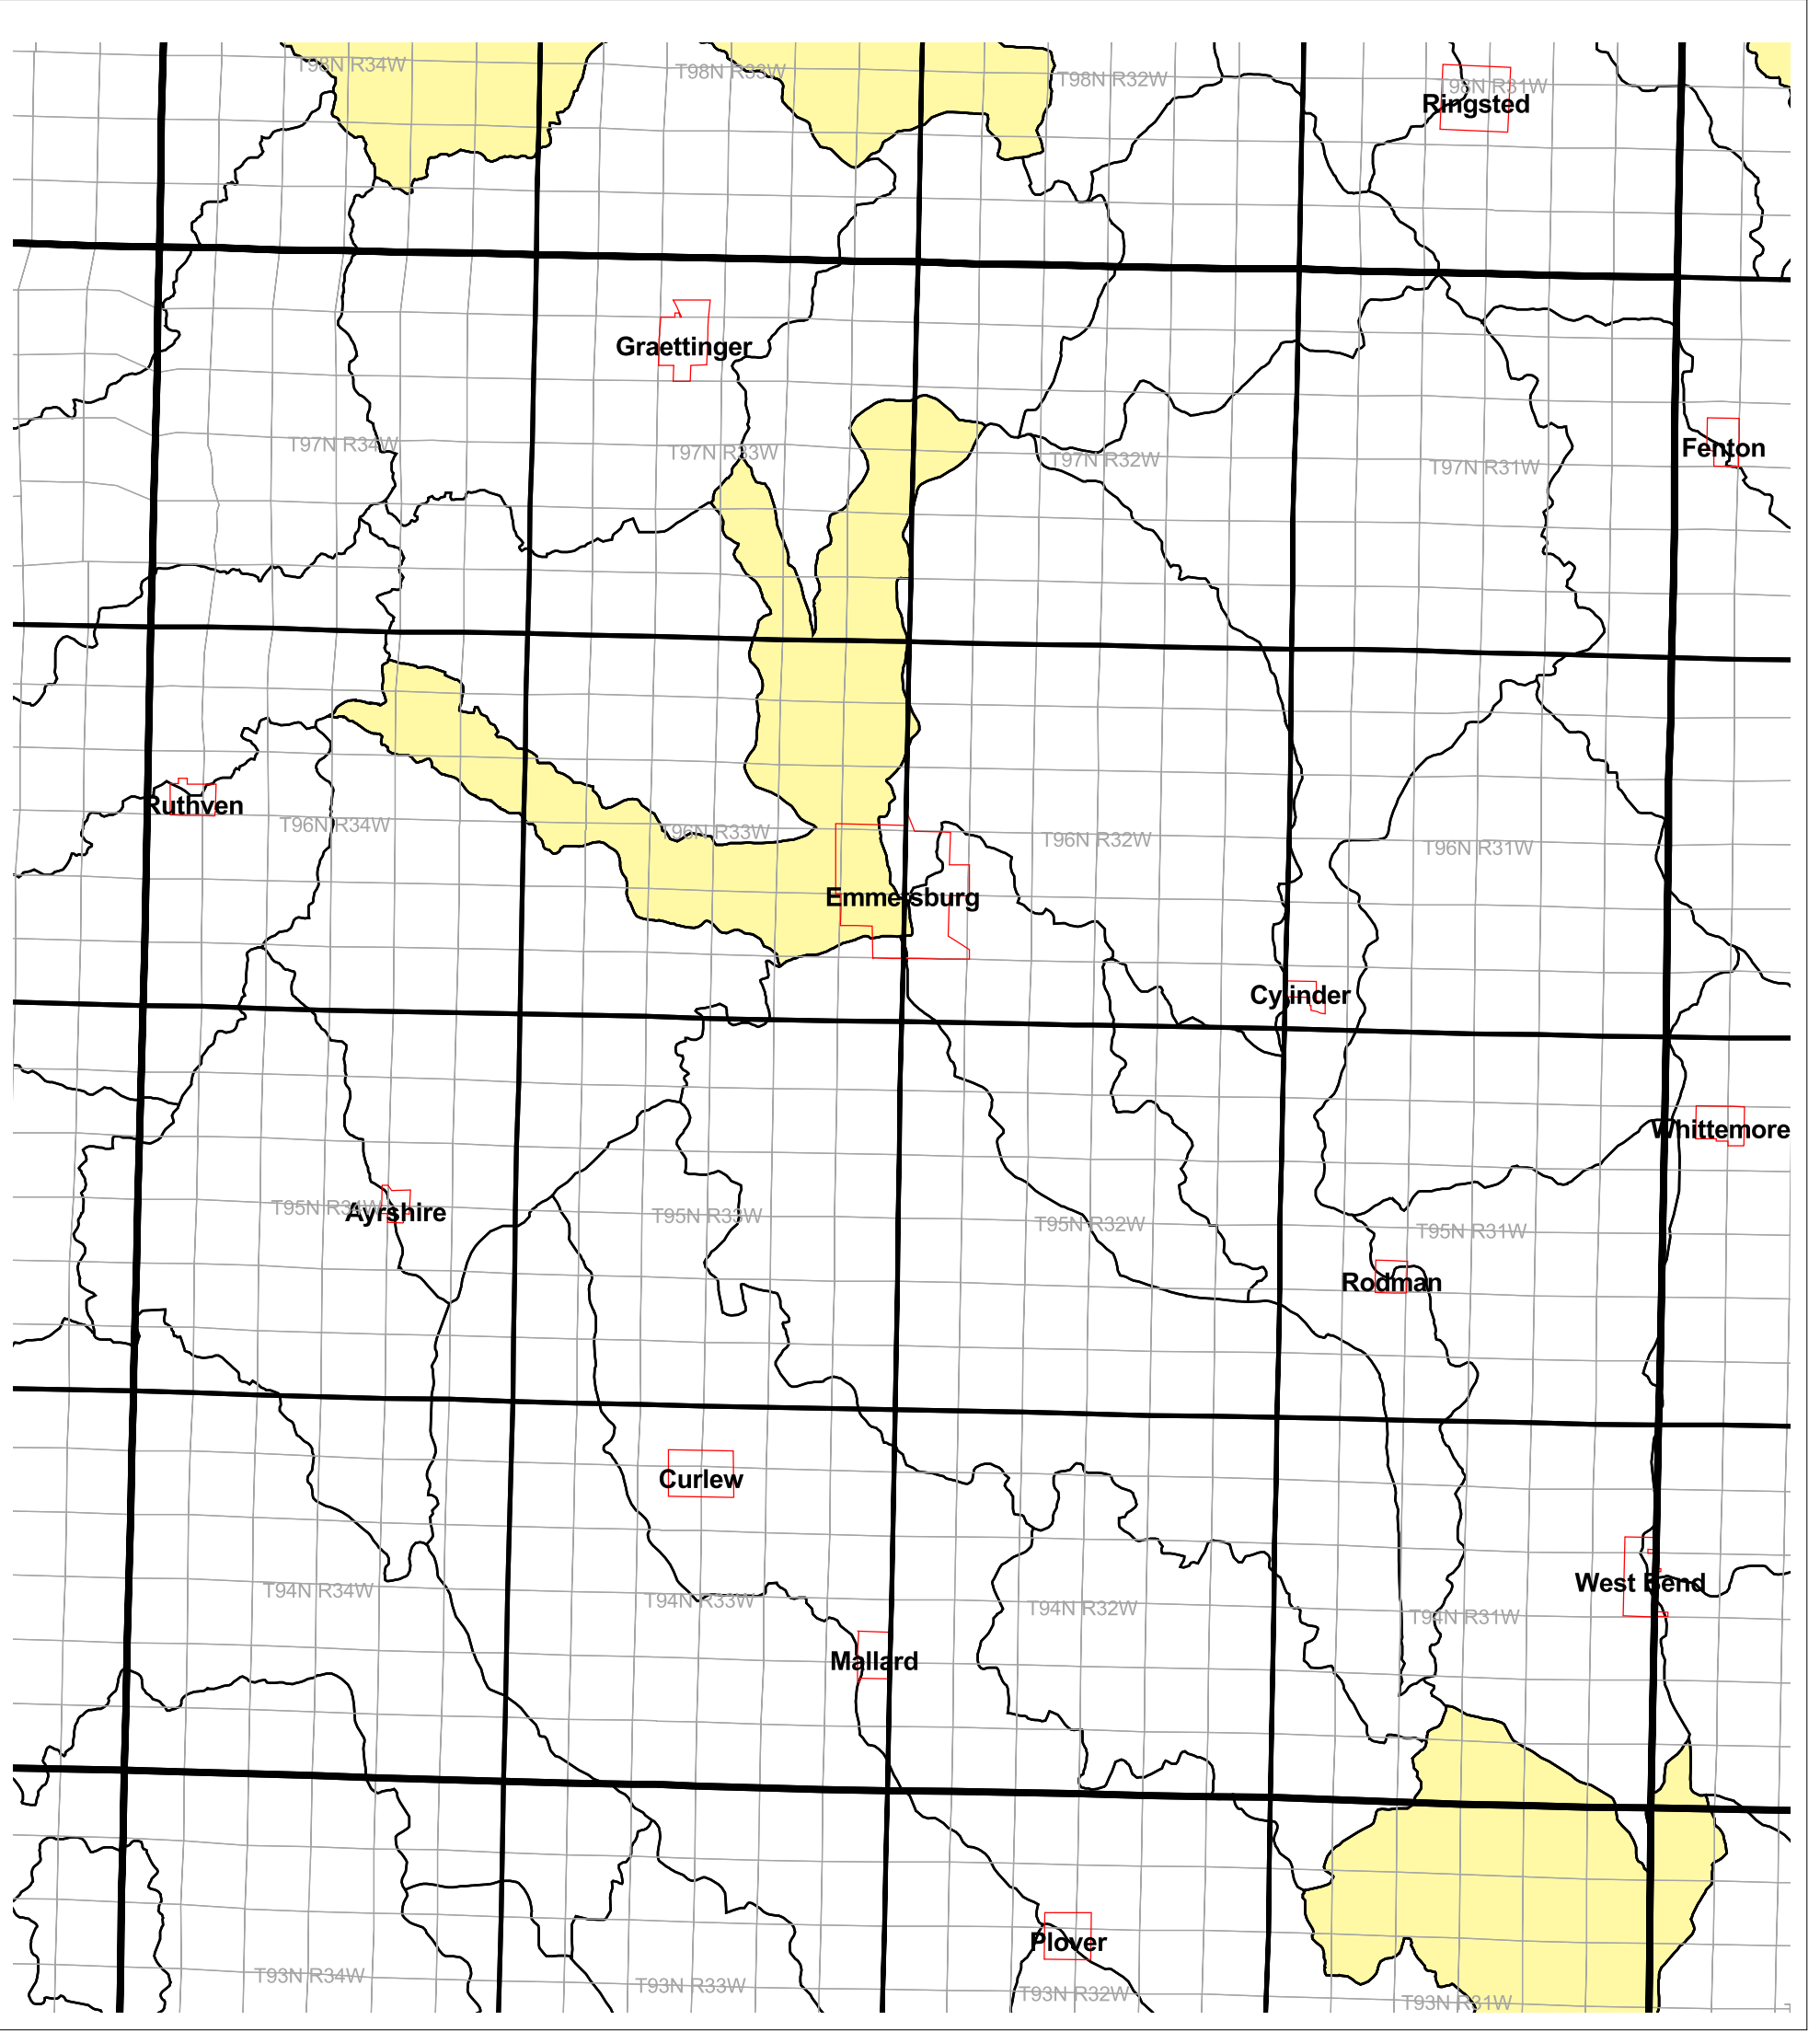 T98N R34W
T98N R33W
T98N R32W
T98N R31W
Ringsted
Graettinger
T97N R34W
T97N R33W
T97N R32W
T97N R31W
Fenton
Ruthven
T96N R34W
T96N R33W
T96N R32W
T96N R31W
Emmetsburg
Cylinder
Whittemore
T95N R34W
Ayrshire
T95N R33W
T95N R32W
T95N R31W
Rodman
Curlew
T94N R34W
T94N R33W
T94N R32W
T94N R31W
West Bend
Mallard
Plover
T93N R34W
T93N R33W
T93N R32W
T93N R31W